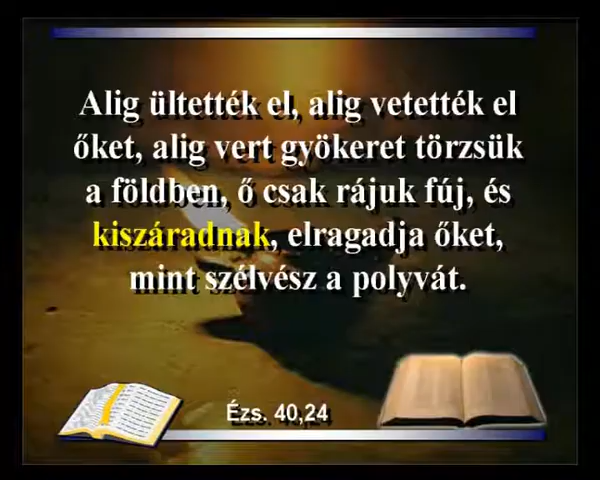 Alig ültették el, alig vetették el
őket, alig vert gyökeret törzsük
a földben, ő csak rájuk fúj, és
kiszáradnak, elragadja őket,
mint szélvész a polyvát.
Ézs. 40,24